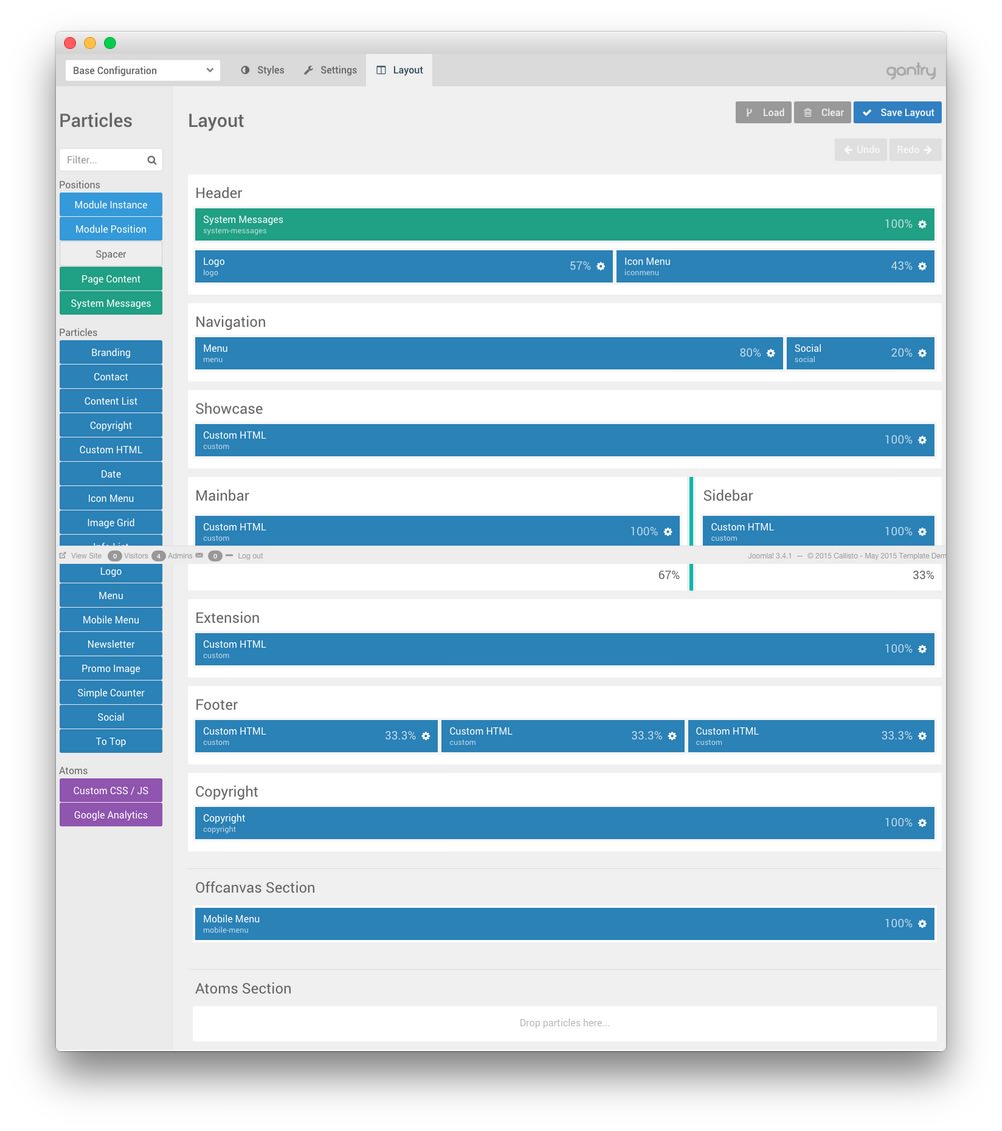 Base Configuration
Styles
Settings
Layout
gantry
Particles
Filter...
Positions
Module Instance
Module Position
Spacer
Page Content
System Messages
Particles
Branding
Contact
Content List
Copyright
Custom HTML
Date
Icon Menu
Image Grid
Info List
Logo
Menu
Mobile Menu
Newsletter
Promo Image
Simple Counter
Social
To Top
Atoms
Custom CSS / JS
Google Analytics
Layout
Load
Clear
Save Layout
Undo
Redo
Header
System Messages 100%
system-messages
Logo 57%
logo
Icon Menu 43%
iconmenu
Navigation
Menu 80%
menu
Social 20%
social
Showcase
Custom HTML 100%
custom
Mainbar
Custom HTML 100%
custom
67%
Sidebar
Custom HTML 100%
custom
33%
View Site 0 Visitors 4 Admins 0 Log out
Joomla! 3.4.1 — © 2015 Callisto - May 2015 Template Dem
Extension
Custom HTML 100%
custom
Footer
Custom HTML 33.3%
custom
Custom HTML 33.3%
custom
Custom HTML 33.3%
custom
Copyright
Copyright 100%
copyright
Offcanvas Section
Mobile Menu 100%
mobile-menu
Atoms Section
Drop particles here...